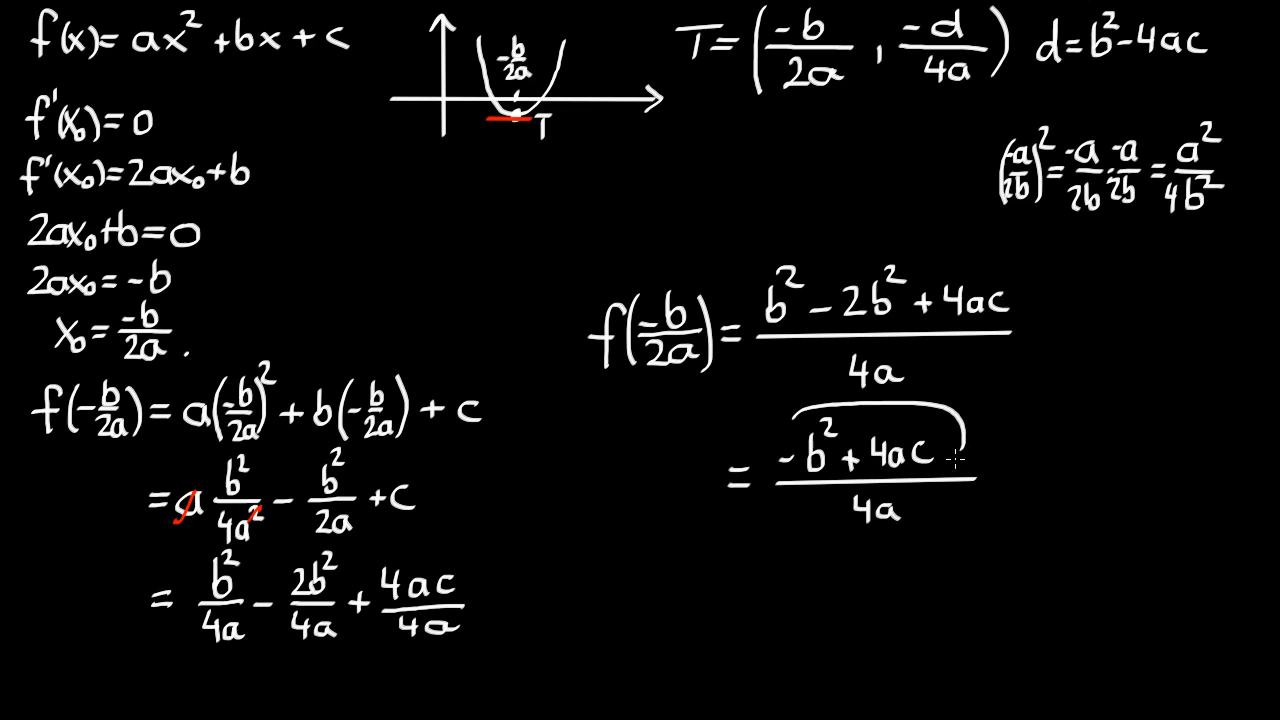 f(x) = ax² + bx + c
f'(x₀) = 0
f'(x₀) = 2ax₀ + b
2ax₀ + b = 0
2ax₀ = -b
x₀ = -b/2a .
f(-b/2a) = a(-b/2a)² + b(-b/2a) + c
= a b²/4a² - b²/2a + c
= b²/4a - 2b²/4a + 4ac/4a
-b/2a
T
T = (-b/2a , -d/4a) d = b² - 4ac
(-a/2b)² = -a/2b · -a/2b = a²/4b²
f(-b/2a) = (b² - 2b² + 4ac)/4a
= (-b² + 4ac)/4a